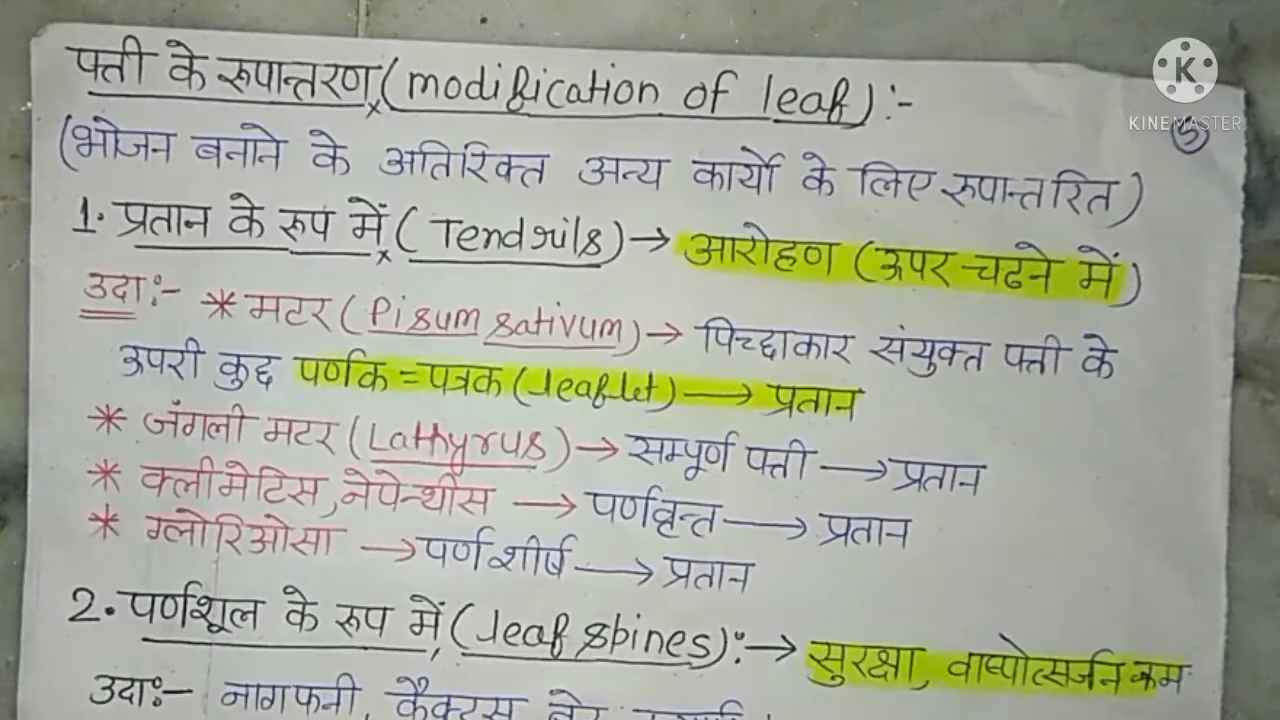 पत्ती के रुपान्तरण (modification of leaf) :-
K
KINEMASTER
5
(भोजन बनाने के अतिरिक्त अन्य कार्यो के लिए रुपान्तरित)
1. प्रतान के रुप में (Tendrils) → आरोहण (ऊपर चढने में)
उदा:- * मटर (Pisum sativum) → पिच्छाकार संयुक्त पत्ती के
ऊपरी कुछ पर्णक = पत्रक (leaflet) → प्रतान
* जंगली मटर (Lathyrus) → सम्पूर्ण पत्ती → प्रतान
* क्लीमेटिस, नेपेन्थीस → पर्णवृन्त → प्रतान
* ग्लोरिओसा → पर्ण शीर्ष → प्रतान
2. पर्णशूल के रुप में, (leaf spines) :→ सुरक्षा, वाष्पोत्सर्जन कम
उदा:- नागफनी, कैक्टस